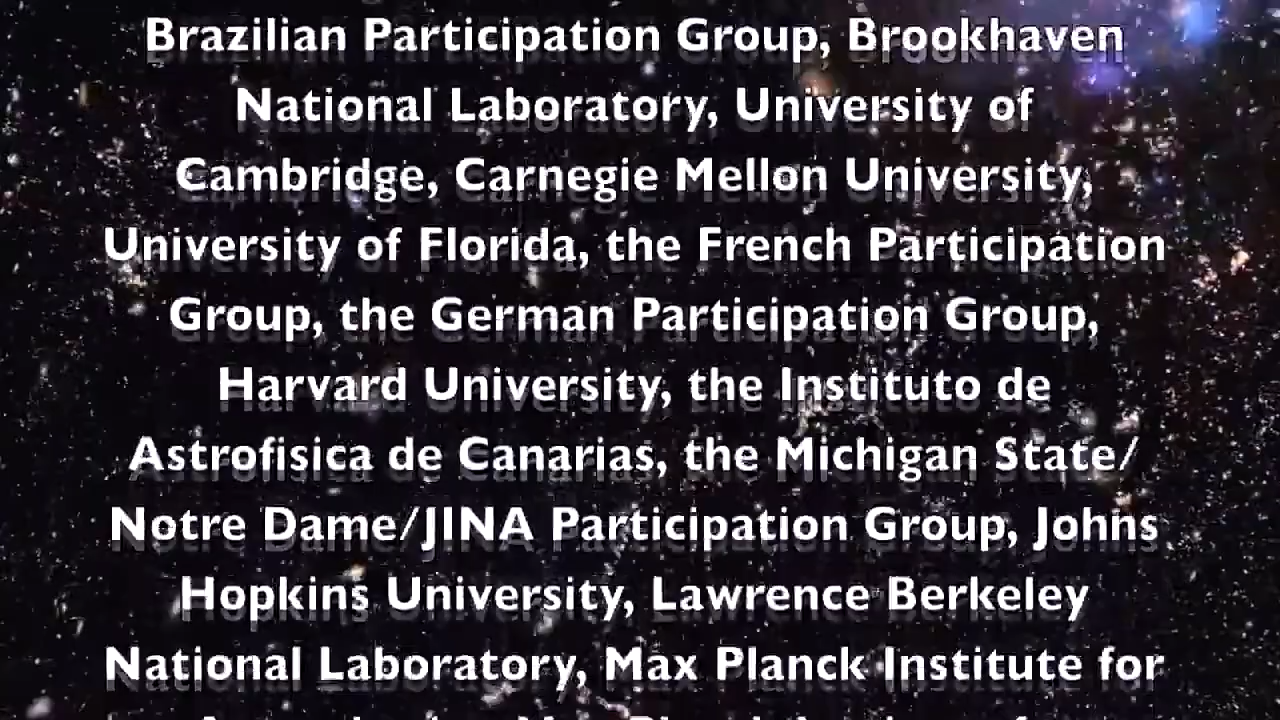 Brazilian Participation Group, Brookhaven
National Laboratory, University of
Cambridge, Carnegie Mellon University,
University of Florida, the French Participation
Group, the German Participation Group,
Harvard University, the Instituto de
Astrofisica de Canarias, the Michigan State/
Notre Dame/JINA Participation Group, Johns
Hopkins University, Lawrence Berkeley
National Laboratory, Max Planck Institute for